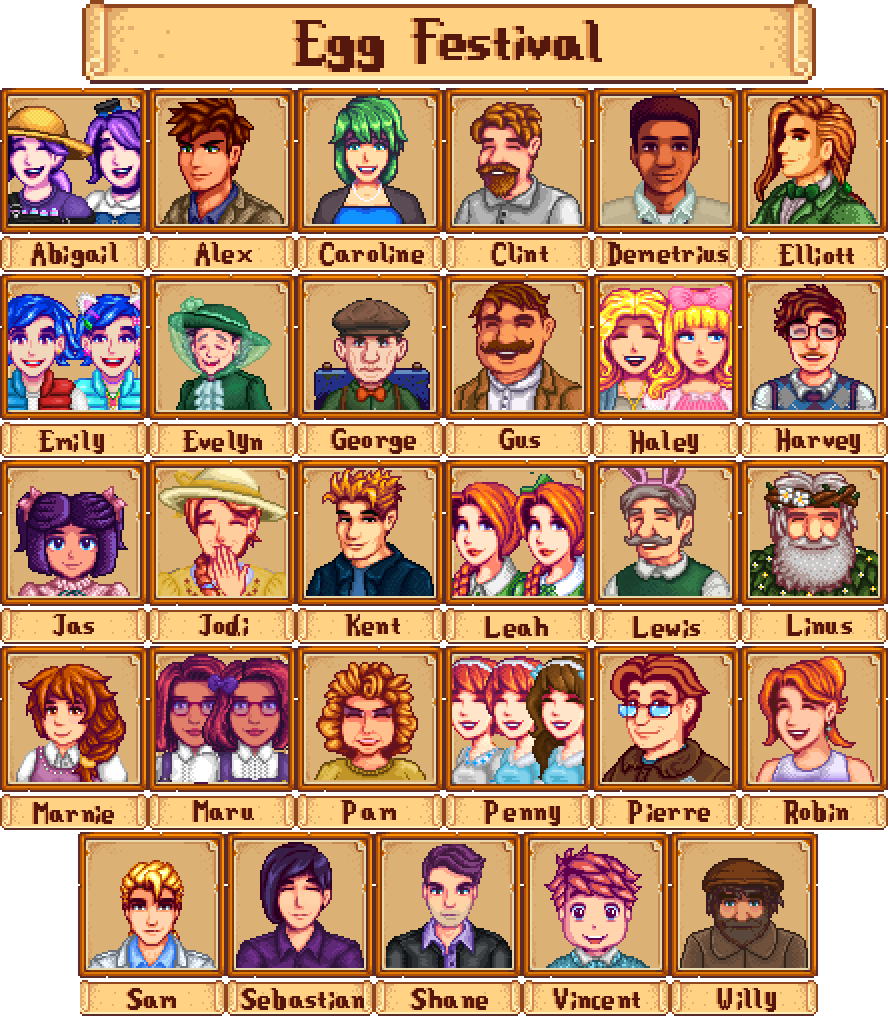 Egg Festival
Abigail Alex Caroline Clint Demetrius Elliott
Emily Evelyn George Gus Haley Harvey
Jas Jodi Kent Leah Lewis Linus
Marnie Maru Pam Penny Pierre Robin
Sam Sebastian Shane Vincent Willy